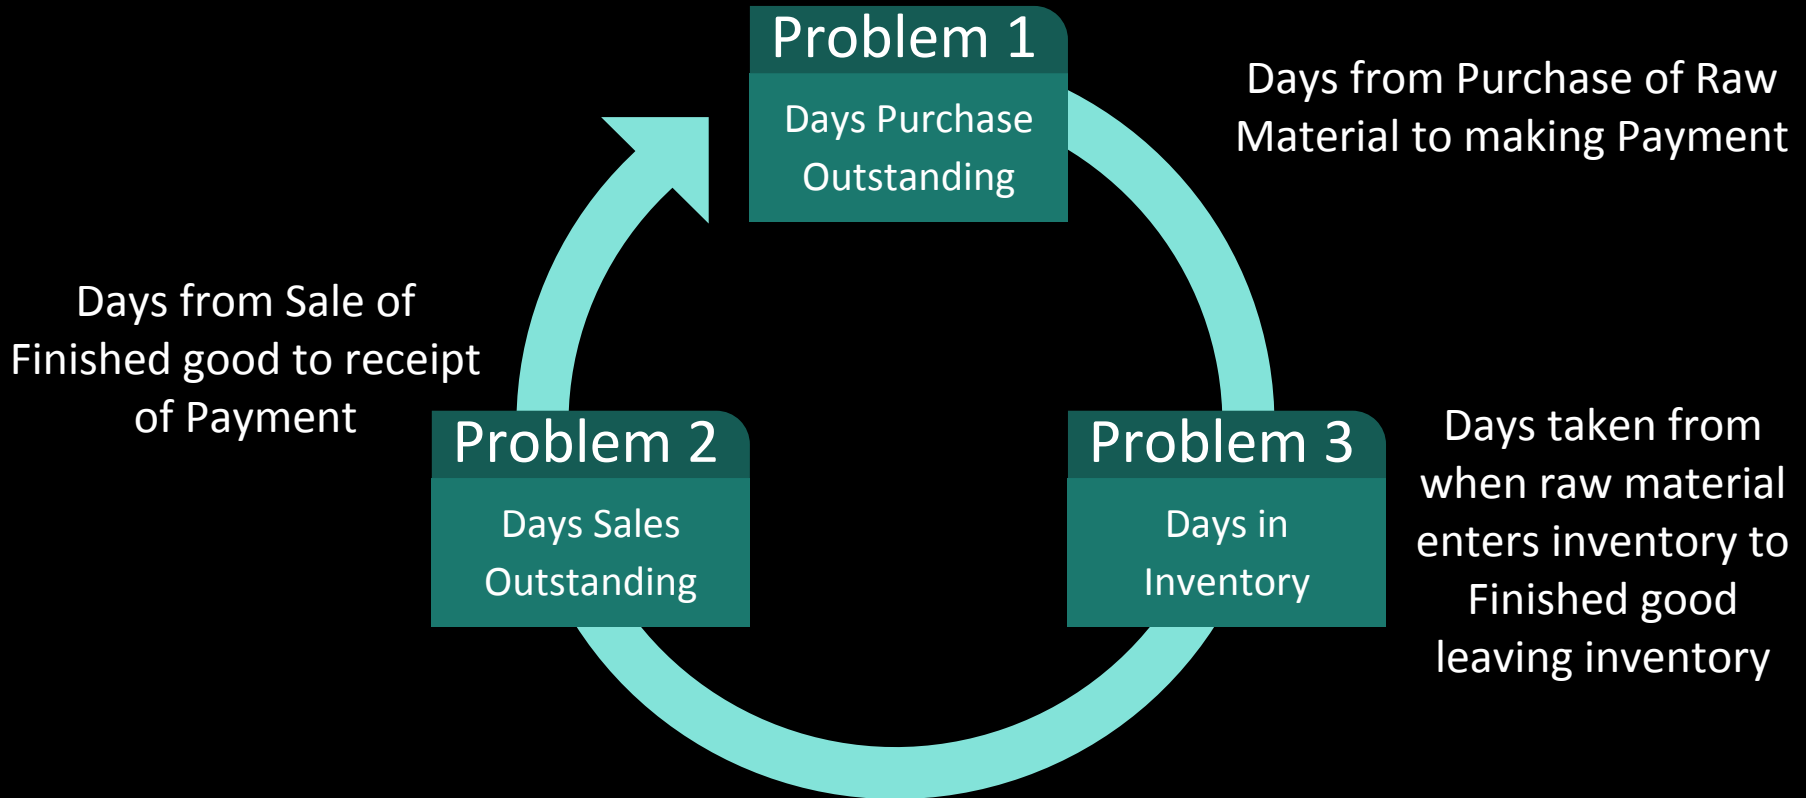 Problem 1
Days Purchase
Outstanding
Days from Purchase of Raw
Material to making Payment
Days from Sale of
Finished good to receipt
of Payment
Problem 2
Days Sales
Outstanding
Problem 3
Days in
Inventory
Days taken from
when raw material
enters inventory to
Finished good
leaving inventory